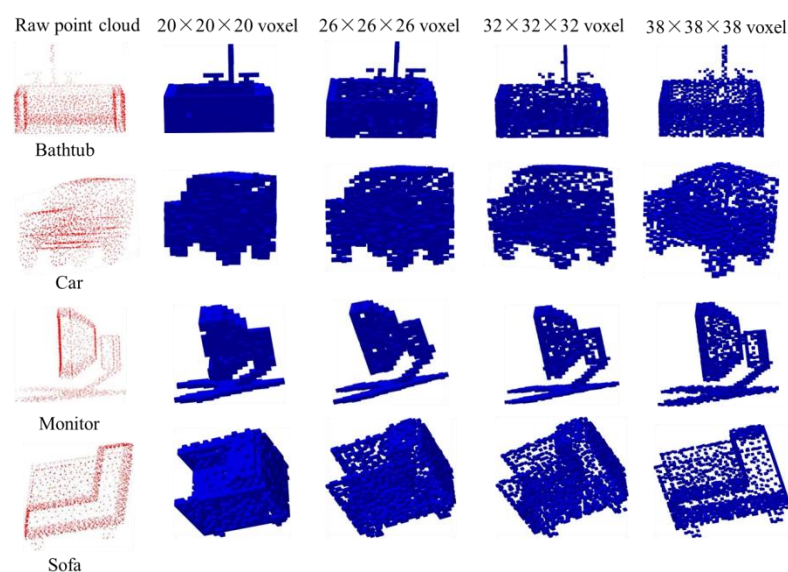 Raw point cloud 20×20×20 voxel 26×26×26 voxel 32×32×32 voxel 38×38×38 voxel
Bathtub
Car
Monitor
Sofa